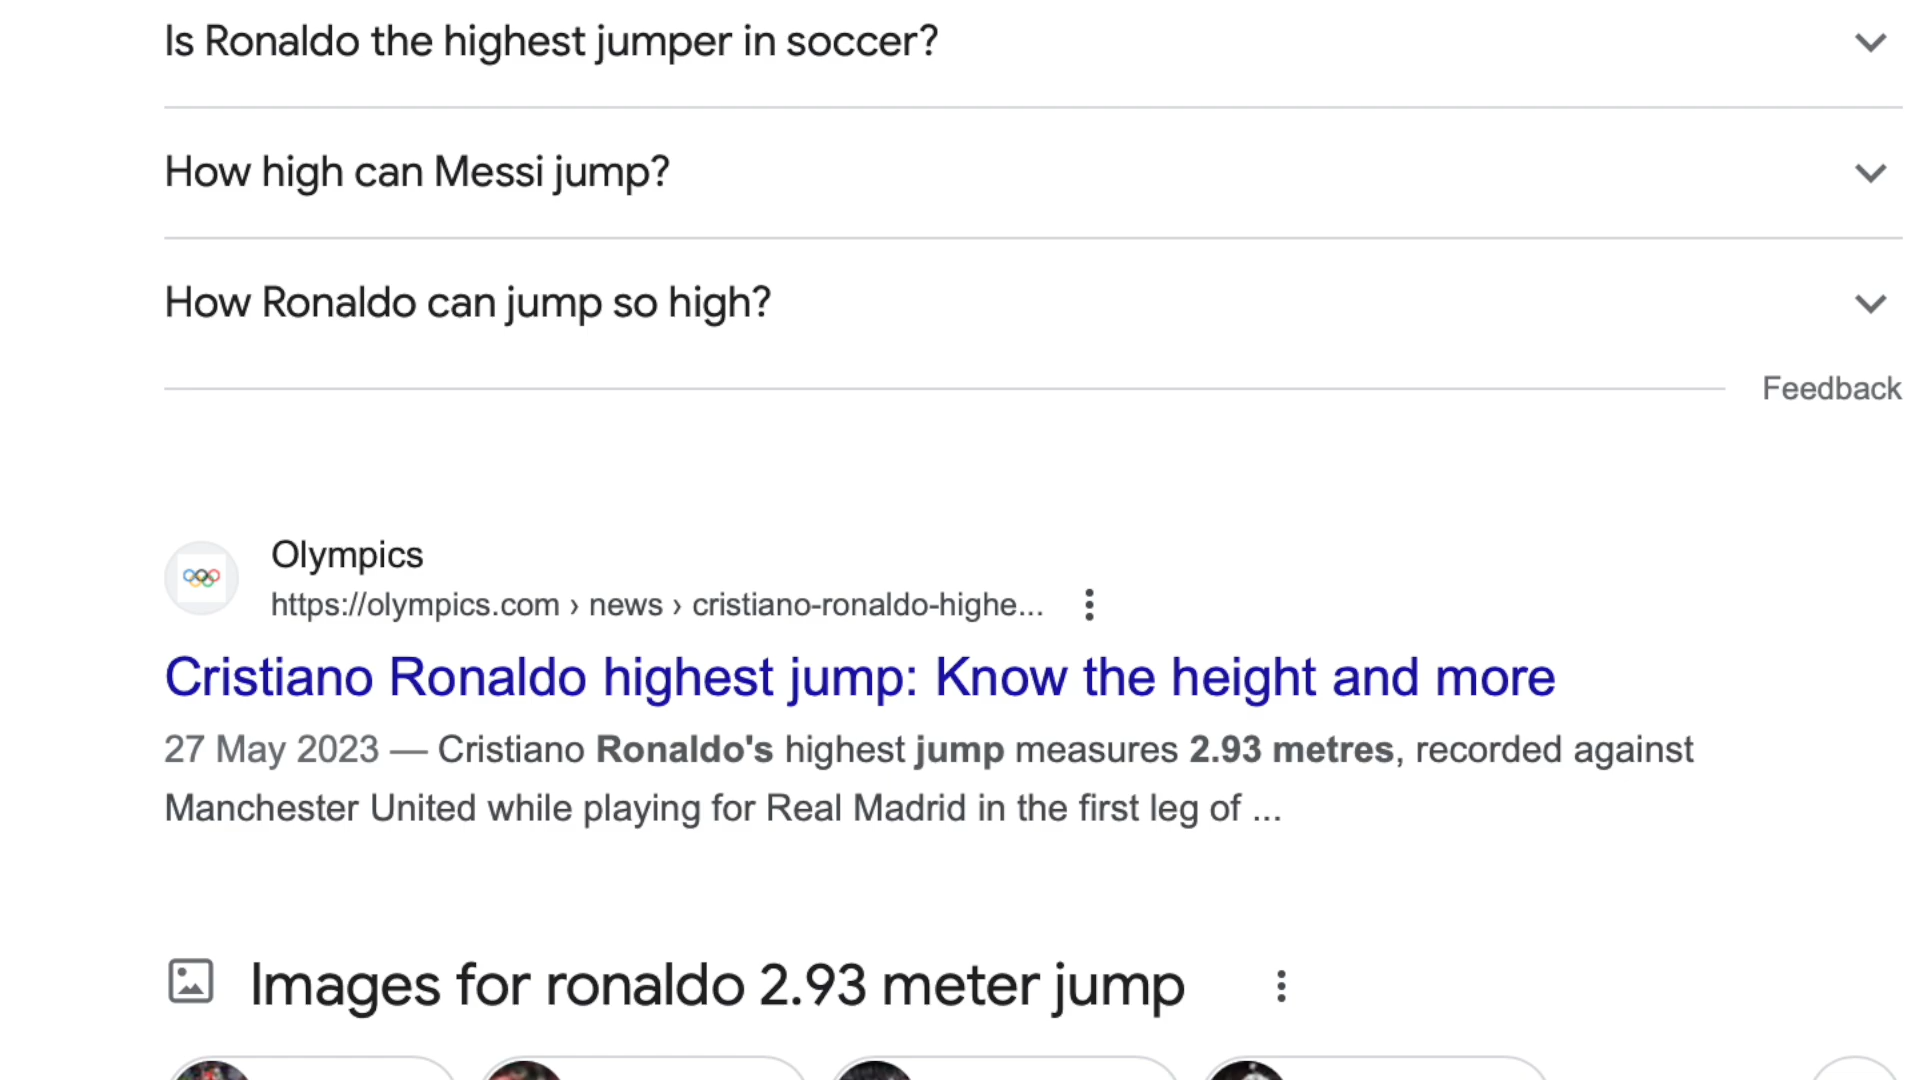 Is Ronaldo the highest jumper in soccer?
How high can Messi jump?
How Ronaldo can jump so high?
Feedback
Olympics
https://olympics.com › news › cristiano-ronaldo-highe...
Cristiano Ronaldo highest jump: Know the height and more
27 May 2023 — Cristiano Ronaldo's highest jump measures 2.93 metres, recorded against
Manchester United while playing for Real Madrid in the first leg of ...
Images for ronaldo 2.93 meter jump